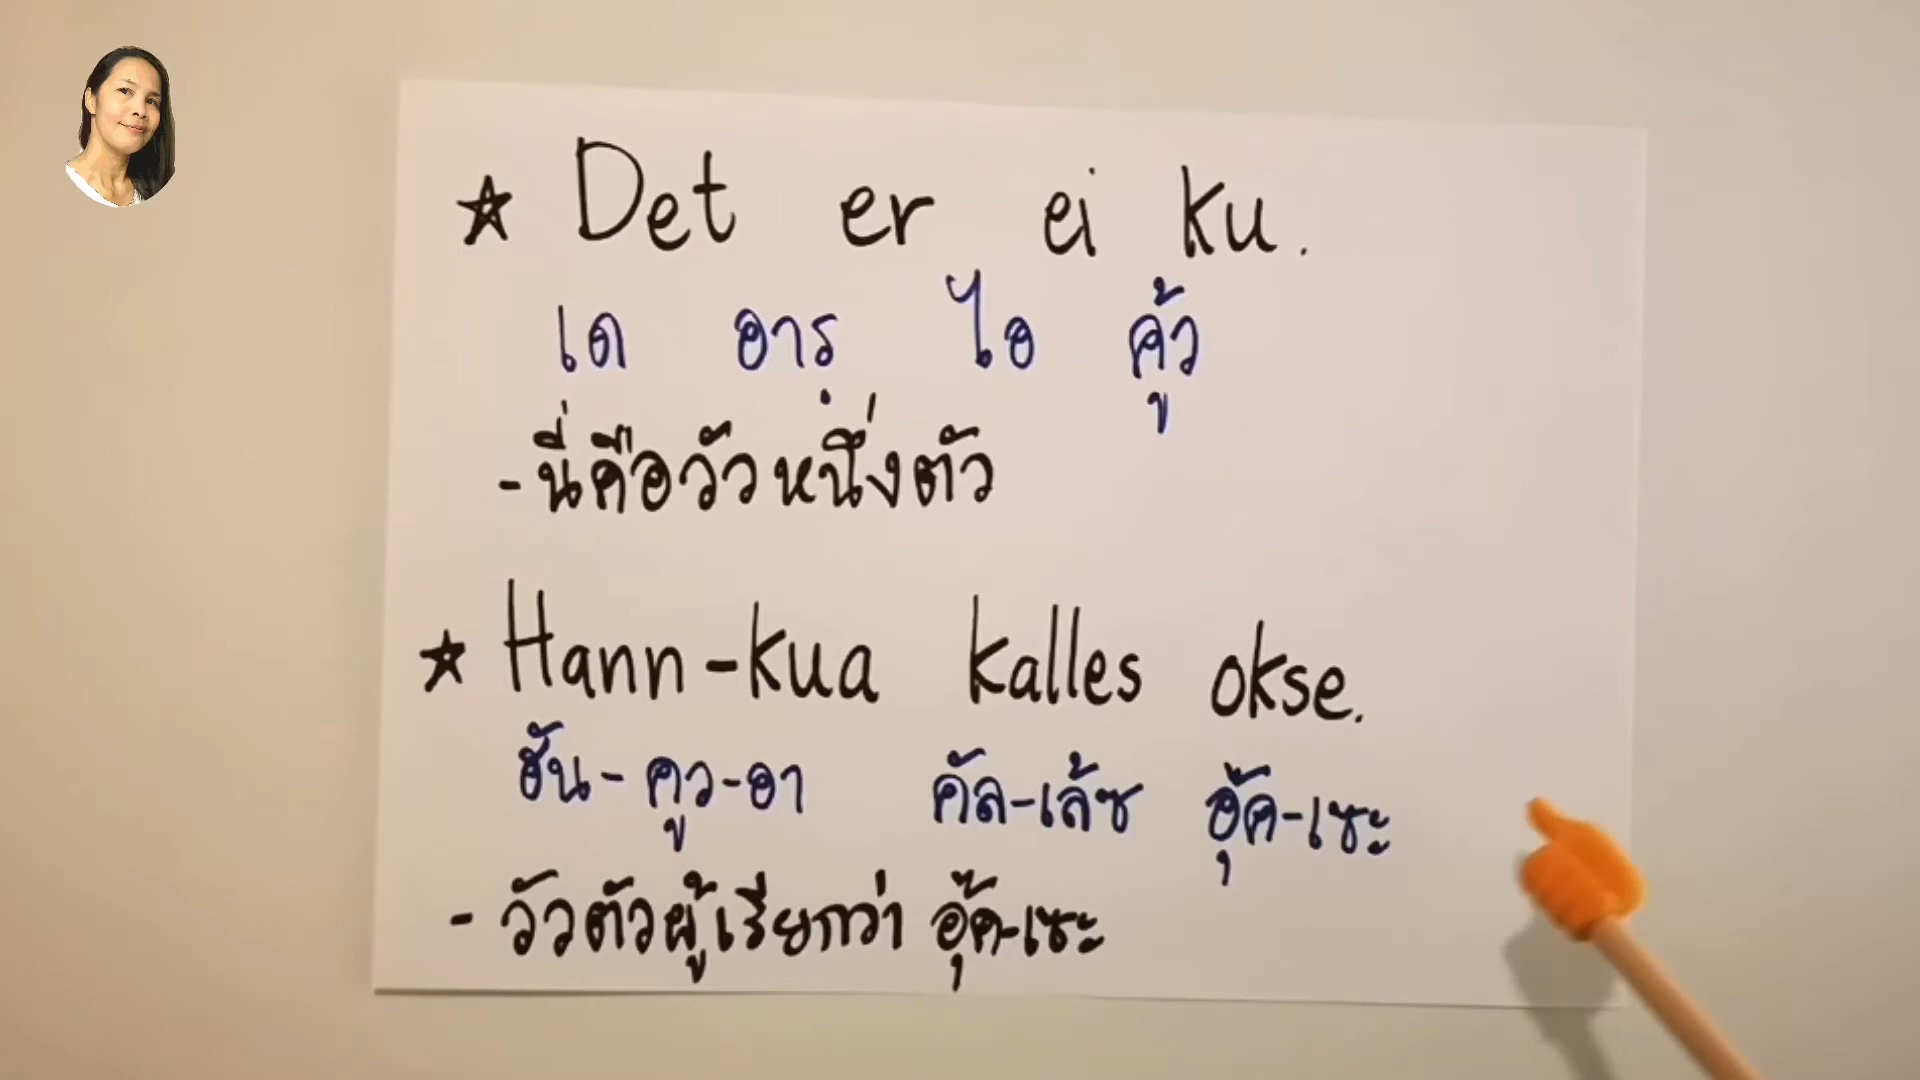 ☆ Det er ei ku.
เด อารฺ ไอ คู้ว
- นี่คือวัวหนึ่งตัว
☆ Hann-kua kalles okse.
ฮัน - คูว - อา คัล - เล้ซ อุ๊ค - เซะ
- วัวตัวผู้เรียกว่า อุ๊ค-เซะ